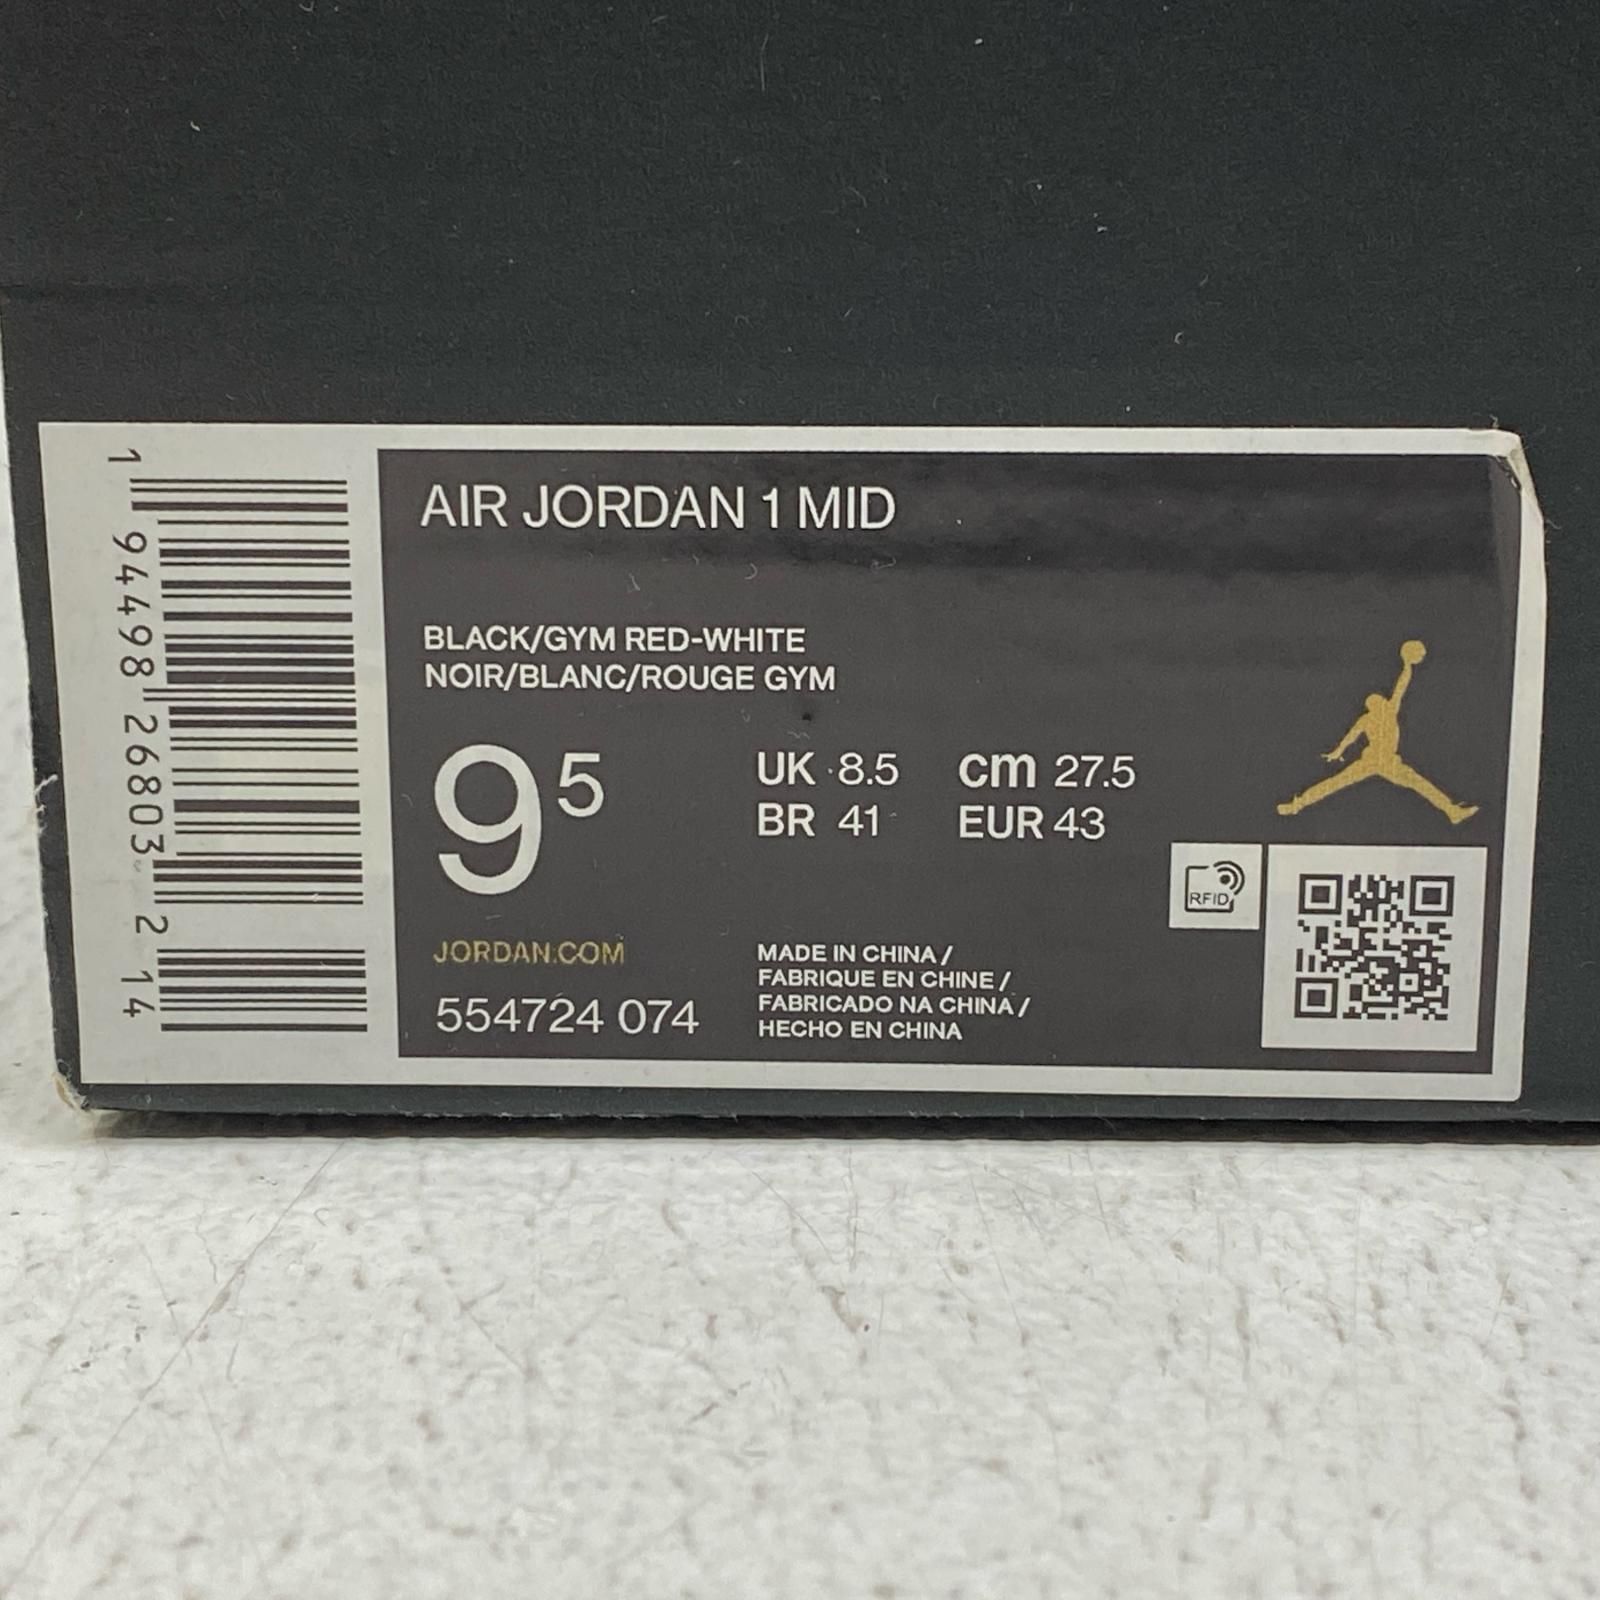 AIR JORDAN 1 MID
BLACK/GYM RED-WHITE
NOIR/BLANC/ROUGE GYM
9 5
UK 8.5 cm 27.5
BR 41 EUR 43
RFID
JORDAN.COM
554724 074
MADE IN CHINA /
FABRIQUE EN CHINE /
FABRICADO NA CHINA /
HECHO EN CHINA
1 94498 26803 2 14